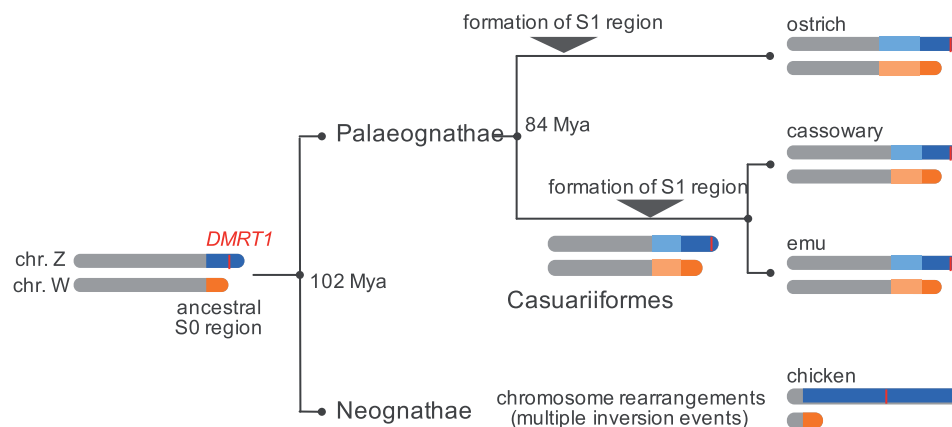 formation of S1 region
ostrich
Palaeognathae
84 Mya
cassowary
formation of S1 region
DMRT1
chr. Z
chr. W
ancestral
S0 region
102 Mya
emu
Casuariiformes
chicken
chromosome rearrangements
(multiple inversion events)
Neognathae